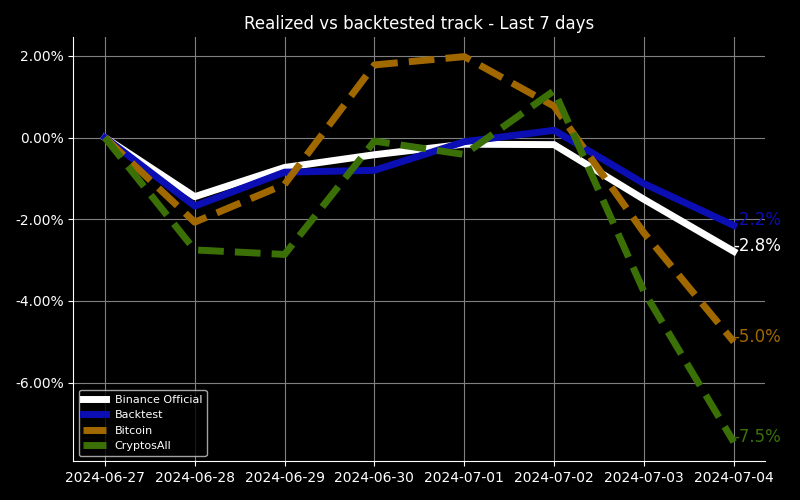 Realized vs backtested track - Last 7 days
2.00%
0.00%
-2.00%
-4.00%
-6.00%
-2.2%
-2.8%
-5.0%
-7.5%
Binance Official
Backtest
Bitcoin
CryptosAll
2024-06-27 2024-06-28 2024-06-29 2024-06-30 2024-07-01 2024-07-02 2024-07-03 2024-07-04